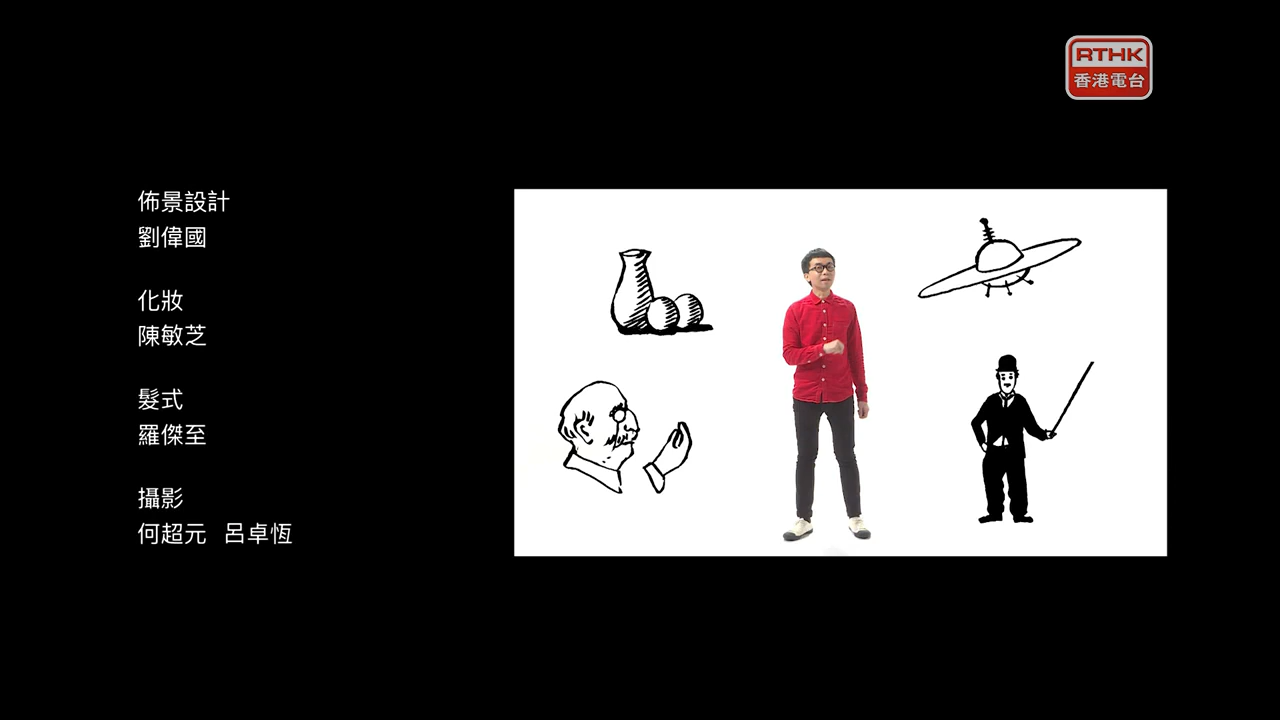 RTHK
香港電台
佈景設計
劉偉國
化妝
陳敏芝
髮式
羅傑至
攝影
何超元 呂卓恆